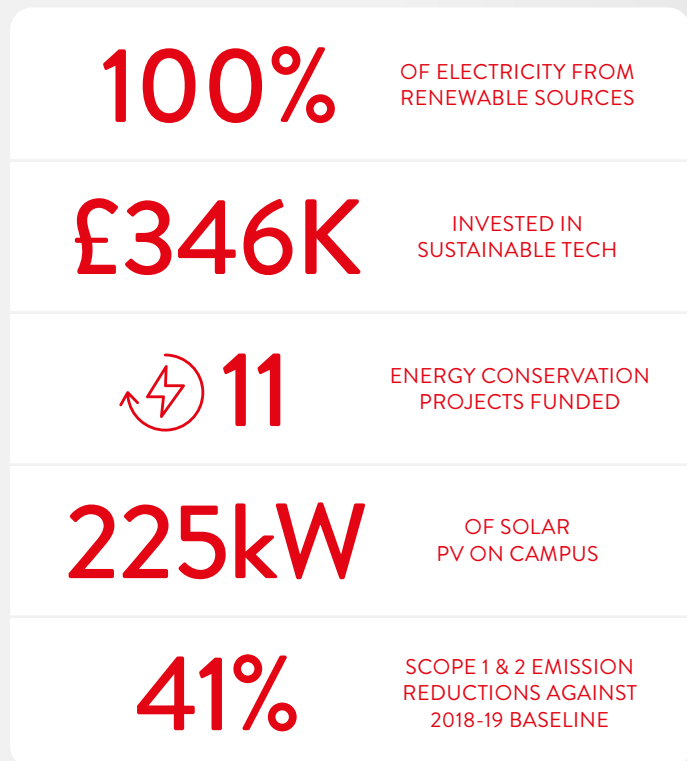 100%
OF ELECTRICITY FROM
RENEWABLE SOURCES
£346K
INVESTED IN
SUSTAINABLE TECH
11
ENERGY CONSERVATION
PROJECTS FUNDED
225kW
OF SOLAR
PV ON CAMPUS
41%
SCOPE 1 & 2 EMISSION
REDUCTIONS AGAINST
2018-19 BASELINE